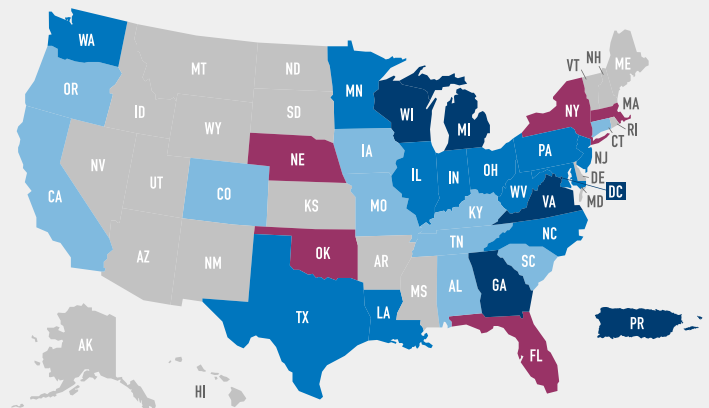 WA
MT
ND
MN
VT
NH
ME
OR
ID
SD
WI
MI
NY
MA
WY
RI
CT
NE
IA
PA
NJ
NV
UT
CO
IL
IN
OH
DE
DC
MD
CA
KS
MO
WV
VA
KY
AZ
NM
OK
AR
TN
NC
SC
MS
AL
GA
TX
LA
PR
AK
FL
HI